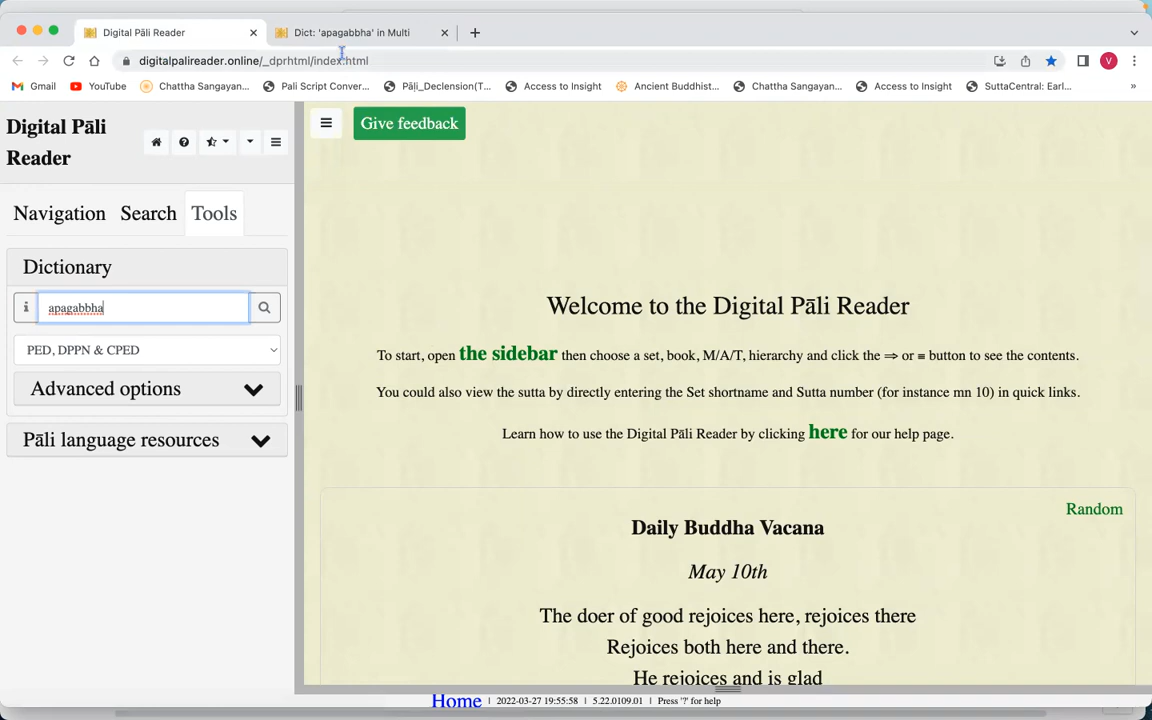 Digital Pāli Reader
Dict: 'apagabbha' in Multi
digitalpalireader.online/_dprhtml/index.html
V
Gmail
YouTube
Chattha Sangayan...
Pali Script Conver...
Pāḷi_Declension(T...
Access to Insight
Ancient Buddhist...
Chattha Sangayan...
Access to Insight
SuttaCentral: Earl...
»
Digital Pāli
Reader
Give feedback
Navigation Search Tools
Dictionary
apagabbha
PED, DPPN & CPED
Advanced options
Pāli language resources
Welcome to the Digital Pāli Reader
To start, open the sidebar then choose a set, book, M/A/T, hierarchy and click the ⇒ or ≡ button to see the contents.
You could also view the sutta by directly entering the Set shortname and Sutta number (for instance mn 10) in quick links.
Learn how to use the Digital Pāli Reader by clicking here for our help page.
Random
Daily Buddha Vacana
May 10th
The doer of good rejoices here, rejoices there
Rejoices both here and there.
He rejoices and is glad
Home | 2022-03-27 19:55:58 | 5.22.0109.01 | Press '?' for help